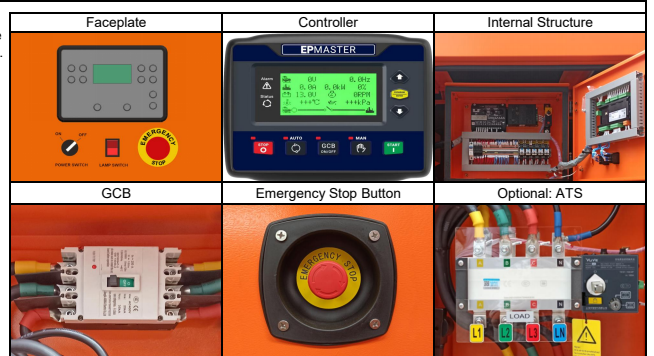 Faceplate
Controller
Internal Structure
ON
OFF
POWER SWITCH
LAMP SWITCH
EMERGENCY
STOP
EPMASTER
Alarm
Status
0V
0.0Hz
0.0A
0.0kW
0%
13.0V
0RPM
+++℃
+++kPa
STOP
AUTO
GCB
ON/OFF
MAN
START
GCB
Emergency Stop Button
Optional: ATS
EMERGENCY STOP
LOAD
L1
L2
L3
LN